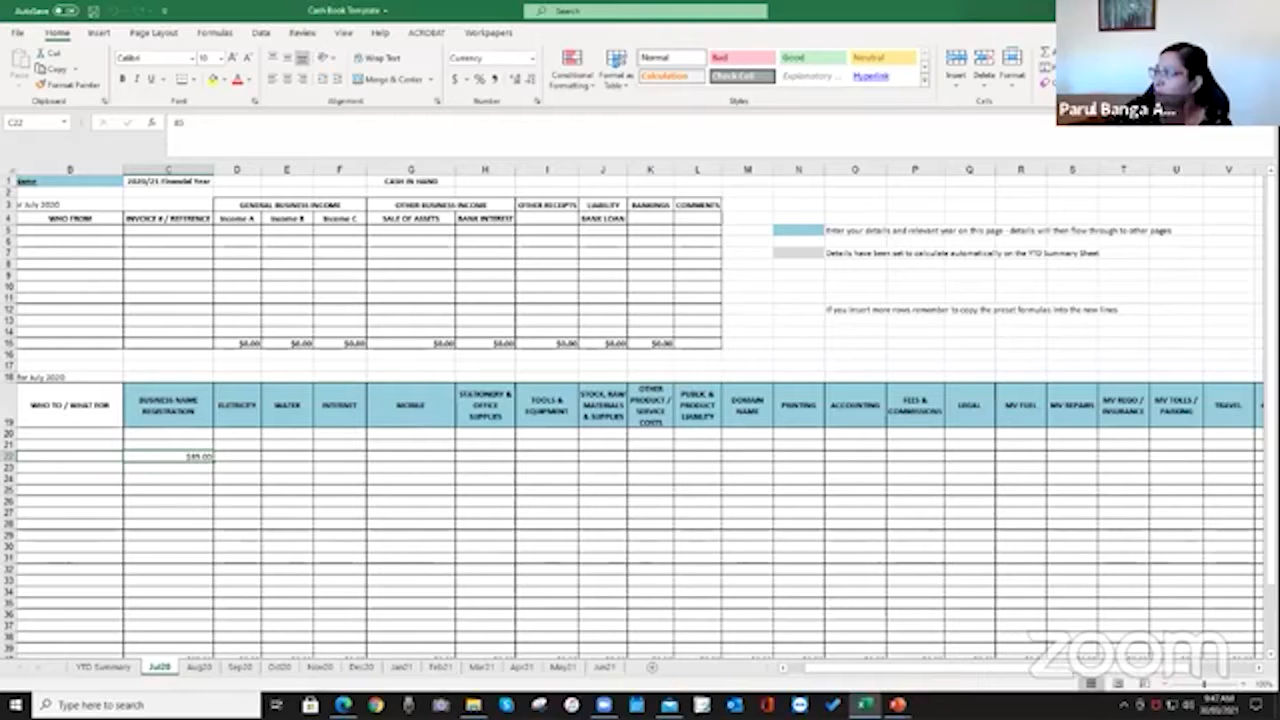 AutoSave Off
Cash Book Template
Search
File Home Insert Page Layout Formulas Data Review View Help ACROBAT Workpapers
Cut
Copy
Format Painter
Paste
Clipboard
Calibri 10
Font
Wrap Text
Merge & Center
Alignment
Currency
Number
Conditional Formatting
Format as Table
Normal Bad Good Neutral
Calculation Check Cell Explanatory ... Hyperlink
Styles
Insert Delete Format
Cells
Parul Banga A...
C22
B C D E F G H I J K L M N O P Q R S T U V
2020/21 Financial Year CASH IN HAND
July 2020 GENERAL BUSINESS INCOME OTHER BUSINESS INCOME OTHER RECEIPTS LIABILITY BANKINGS COMMENTS
WHO FROM INVOICE # / REFERENCE Income A Income B Income C SALE OF ASSETS BANK INTEREST BANK LOAN
Enter your details and relevant year on this page - details will then flow through to other pages
Details have been set to calculate automatically on the YTD Summary Sheet
If you insert more rows remember to copy the preset formulas into the new lines
$0.00 $0.00 $0.00 $0.00 $0.00 $0.00 $0.00 $0.00
for July 2020
WHO TO / WHAT FOR
BUSINESS NAME REGISTRATION
ELETRICITY
WATER
INTERNET
MOBILE
STATIONERY & OFFICE SUPPLIES
TOOLS & EQUIPMENT
STOCK, RAW MATERIALS & SUPPLIES
OTHER PRODUCT / SERVICE COSTS
PUBLIC & PRODUCT LIABILITY
DOMAIN NAME
PRINTING
ACCOUNTING
FEES & COMMISSIONS
LEGAL
MV FUEL
MV REPAIRS
MV REGO / INSURANCE
MV TOLLS / PARKING
TRAVEL
YTD Summary Jul20 Aug20 Sep20 Oct20 Nov20 Dec20 Jan21 Feb21 Mar21 Apr21 May21 Jun21
zoom
100%
Type here to search
9:47 AM